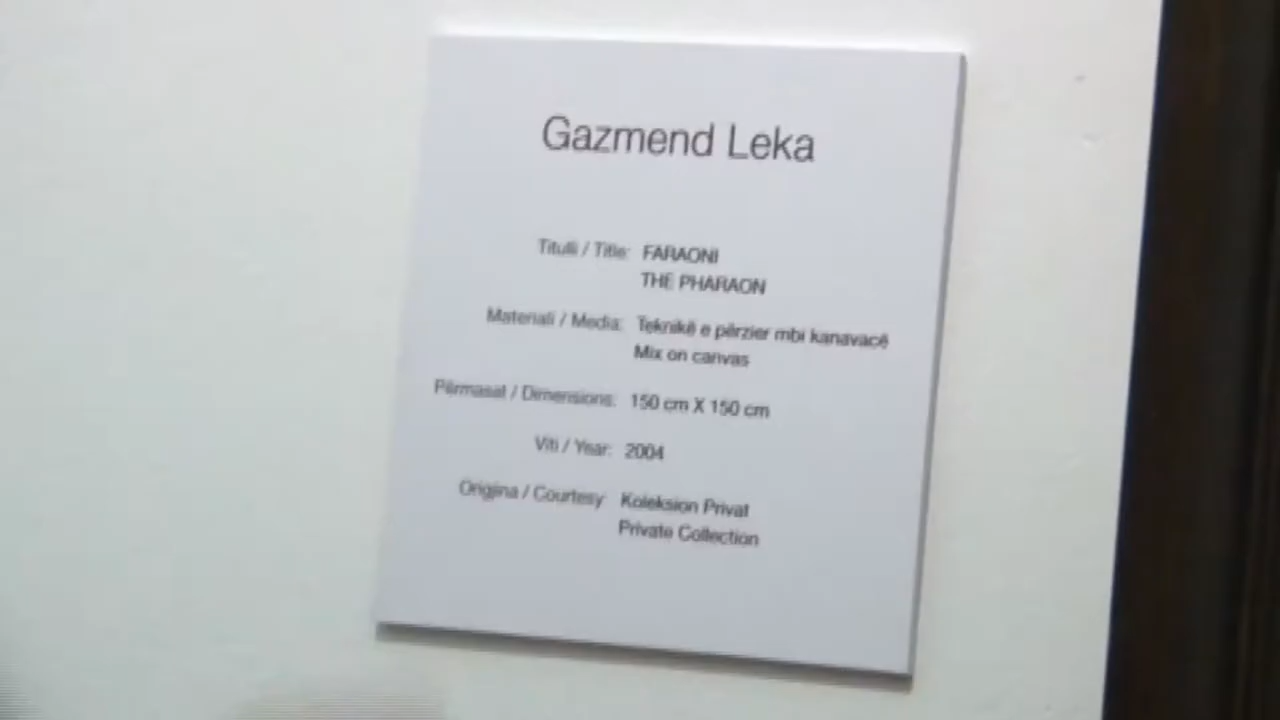 Gazmend Leka
Titulli / Title: FARAONI
THE PHARAON
Materiali / Media: Teknikë e përzier mbi kanavacë
Mix on canvas
Përmasat / Dimensions: 150 cm X 150 cm
Viti / Year: 2004
Origjina / Courtesy Koleksion Privat
Private Collection